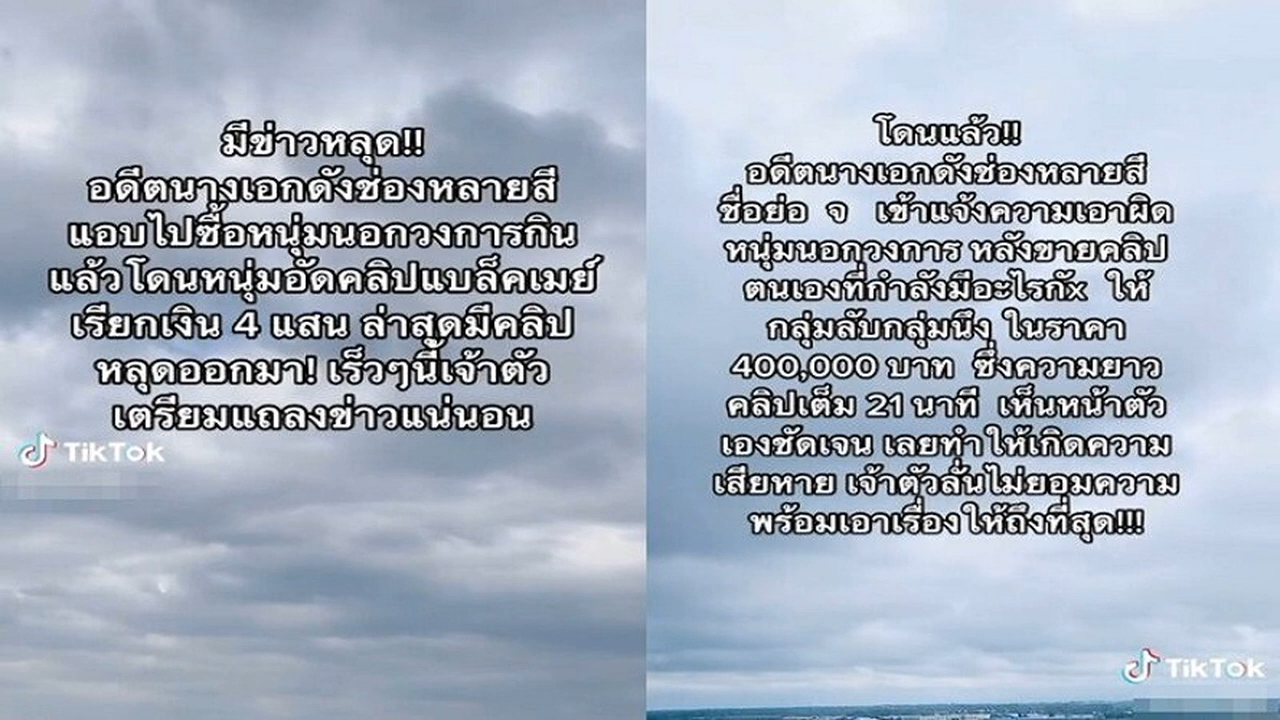 มีข่าวหลุด!!
อดีตนางเอกดังช่องหลายสี
แอบไปซื้อหนุ่มนอกวงการกิน
แล้วโดนหนุ่มอัดคลิปแบล็คเมย์
เรียกเงิน 4 แสน ล่าสุดมีคลิป
หลุดออกมา! เร็วๆนี้เจ้าตัว
เตรียมแถลงข่าวแน่นอน
TikTok
โดนแล้ว!!
อดีตนางเอกดังช่องหลายสี
ชื่อย่อ จ เข้าแจ้งความเอาผิด
หนุ่มนอกวงการ หลังขายคลิป
ตนเองที่กำลังมีอะไรกัx ให้
กลุ่มลับกลุ่มนึง ในราคา
400,000 บาท ซึ่งความยาว
คลิปเต็ม 21 นาที เห็นหน้าตัว
เองชัดเจน เลยทำให้เกิดความ
เสียหาย เจ้าตัวลั่นไม่ยอมความ
พร้อมเอาเรื่องให้ถึงที่สุด!!!
TikTok